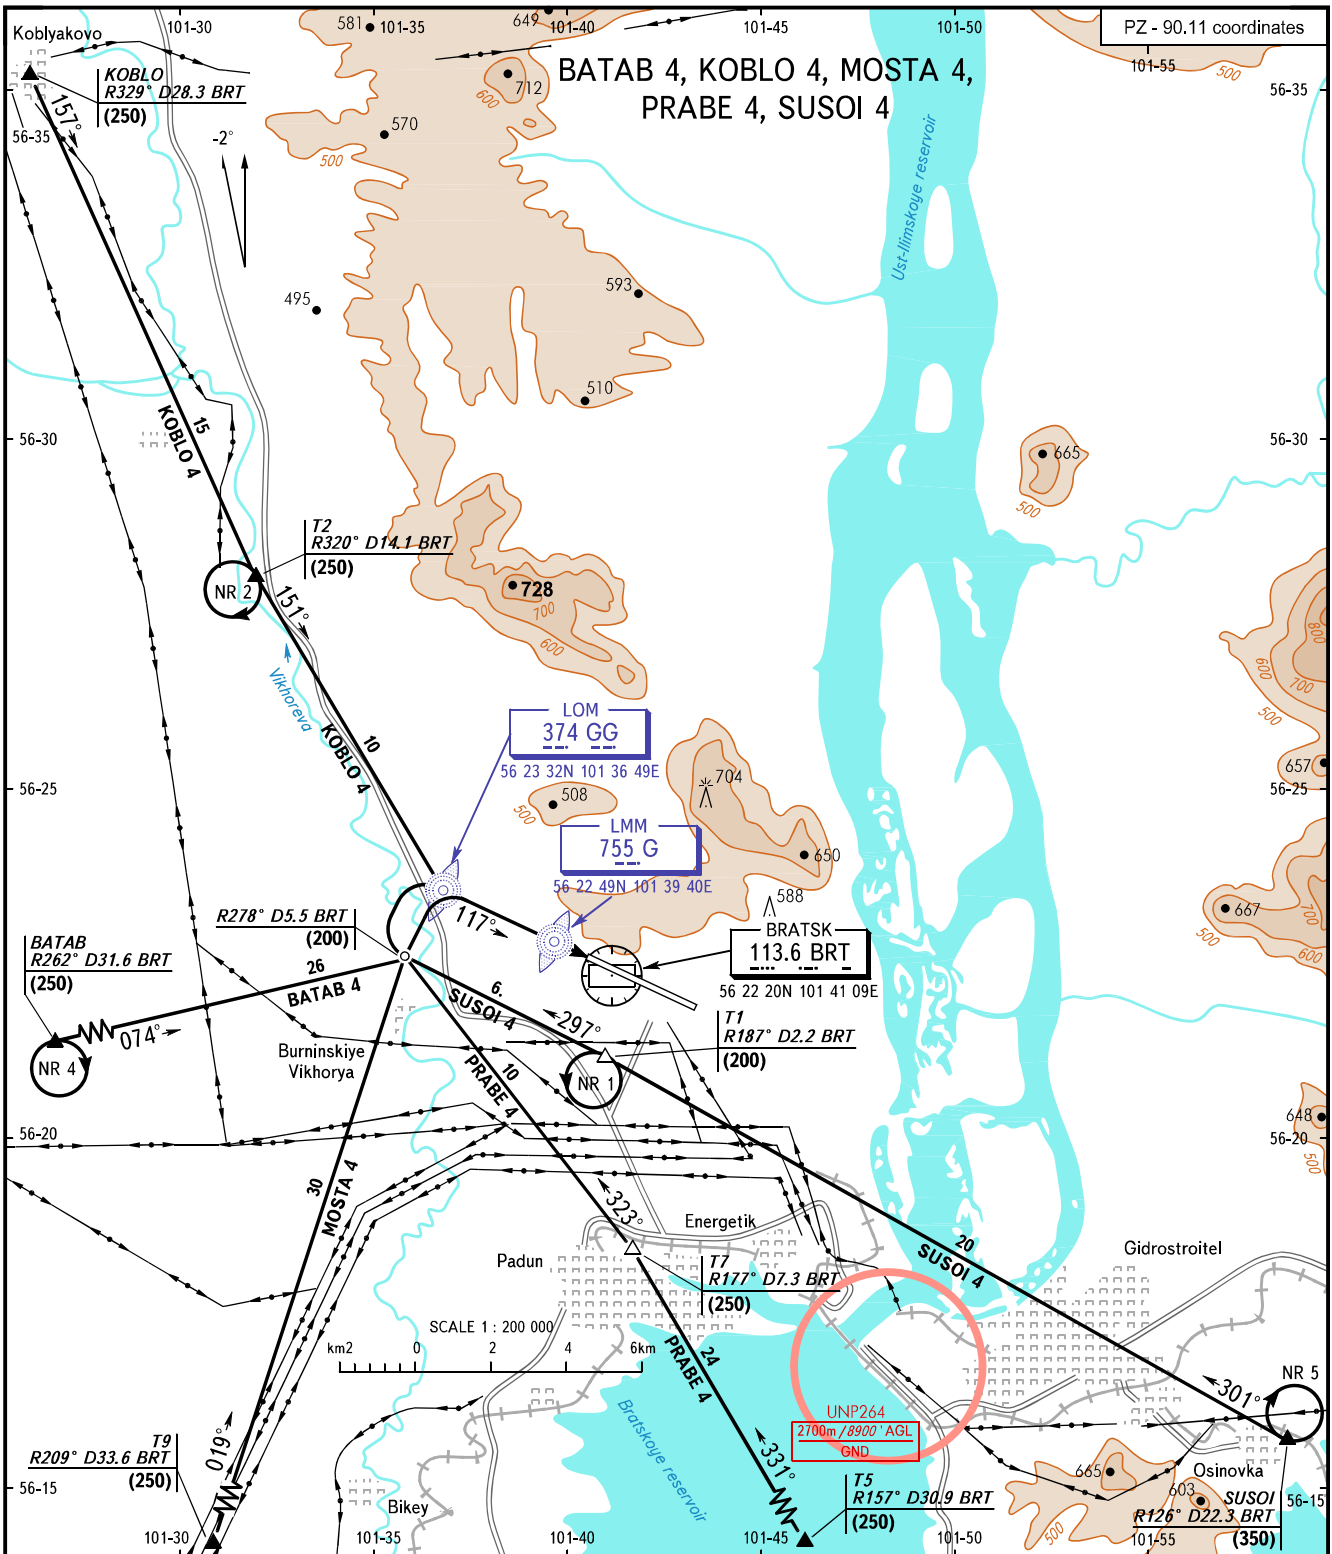 101-30
101-35
101-40
101-45
101-50
PZ - 90.11 coordinates
101-55
Koblyakovo
581
649
500
KOBLO
R329° D28.3 BRT
(250)
BATAB 4, KOBLO 4, MOSTA 4,
PRABE 4, SUSOI 4
600
712
56-35
157°
56-35
-2°
570
500
Ust-Ilimskoye reservoir
495
593
510
15
KOBLO 4
56-30
56-30
665
500
T2
R320° D14.1 BRT
(250)
NR 2
151°
728
700
600
800
600
700
500
Vikhoreva
KOBLO 4
10
LOM
374 GG
56 23 32N 101 36 49E
657
56-25
56-25
704
508
500
LMM
755 G
56 22 49N 101 39 40E
650
588
667
500
700
600
R278° D5.5 BRT
(200)
117°
BRATSK
113.6 BRT
56 22 20N 101 41 09E
BATAB
R262° D31.6 BRT
(250)
26
BATAB 4
074°
NR 4
6.
SUSOI 4
297°
T1
R187° D2.2 BRT
(200)
Burninskiye
Vikhorya
10
PRABE 4
NR 1
648
500
56-20
56-20
30
MOSTA 4
323°
Energetik
Padun
20
SUSOI 4
Gidrostroitel
T7
R177° D7.3 BRT
(250)
SCALE 1 : 200 000
km2 0 2 4 6km
24
PRABE 4
NR 5
301°
Bratskoye reservoir
UNP264
2700m /8900 ' AGL
GND
T9
R209° D33.6 BRT
(250)
019°
331°
665
603
500
Osinovka
56-15
56-15
T5
R157° D30.9 BRT
(250)
SUSOI
R126° D22.3 BRT
(350)
Bikey
101-30
101-35
101-40
101-45
101-50
101-55